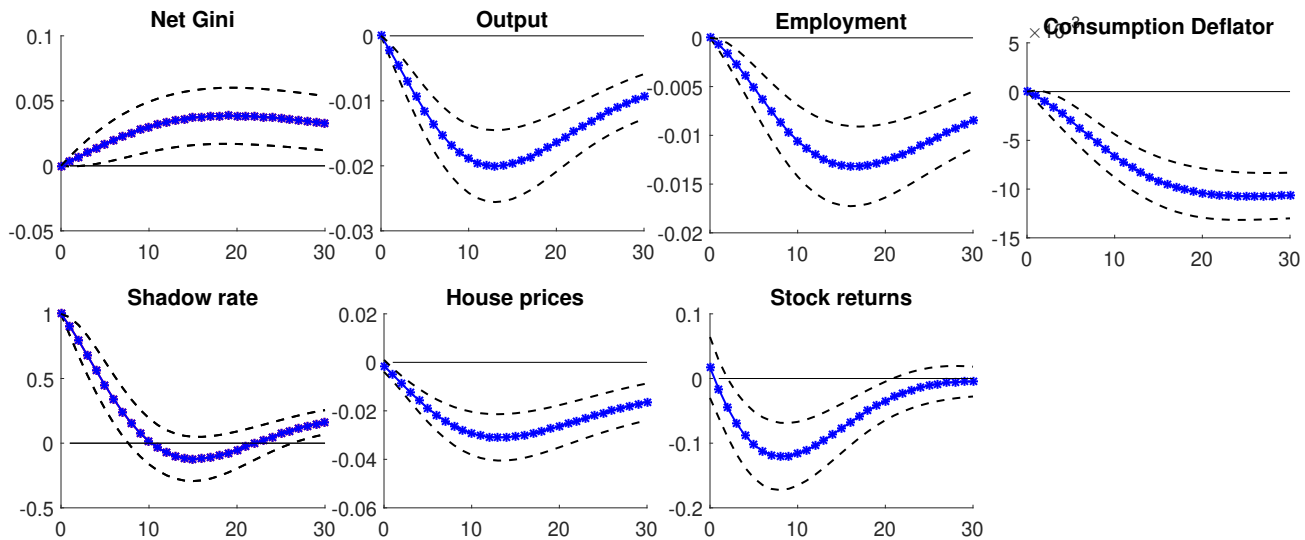 Net Gini
0.1
0.05
0
-0.05
0 10 20 30
Output
0
-0.01
-0.02
-0.03
0 10 20 30
Employment
0
-0.005
-0.01
-0.015
-0.02
0 10 20 30
Consumption Deflator
×10⁻³
5
0
-5
-10
-15
0 10 20 30
Shadow rate
1
0.5
0
-0.5
0 10 20 30
House prices
0.02
0
-0.02
-0.04
-0.06
0 10 20 30
Stock returns
0.1
0
-0.1
-0.2
0 10 20 30